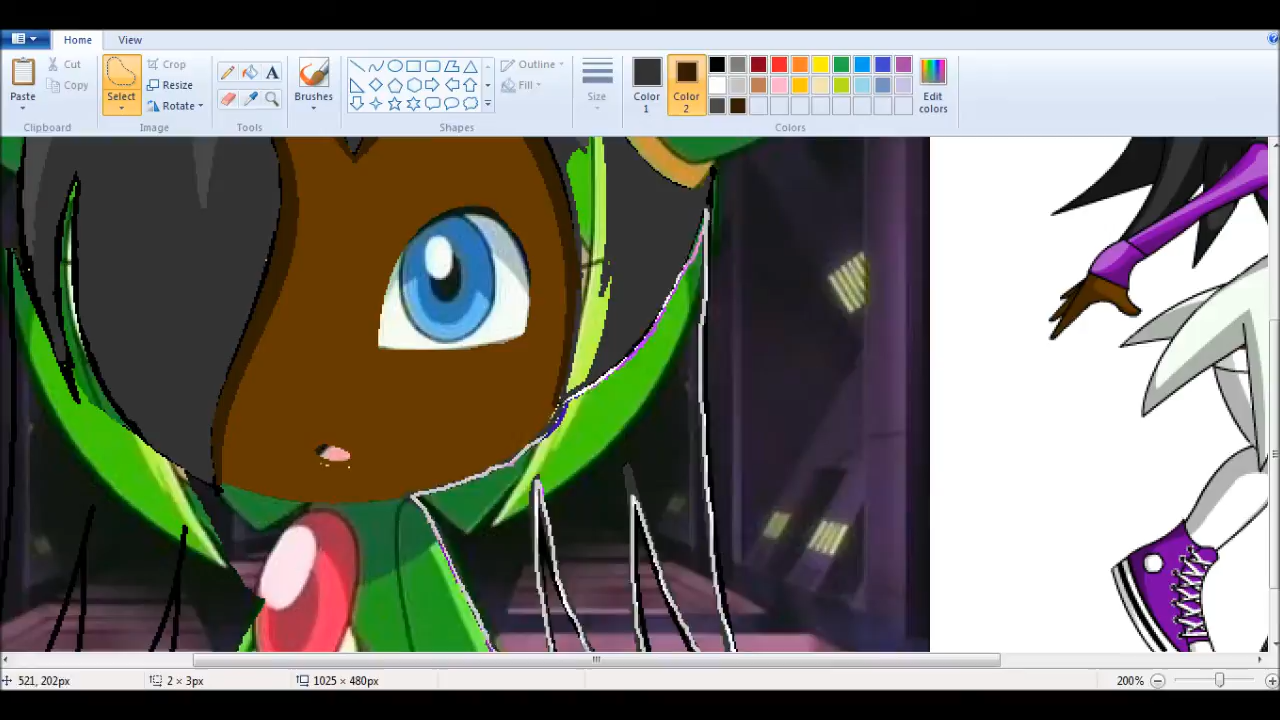 Home View
Paste Cut Copy Clipboard
Select Crop Resize Rotate Image
Tools
Brushes
Outline Fill Shapes
Size
Color 1 Color 2 Edit colors Colors
521, 202px 2 × 3px 1025 × 480px 200%